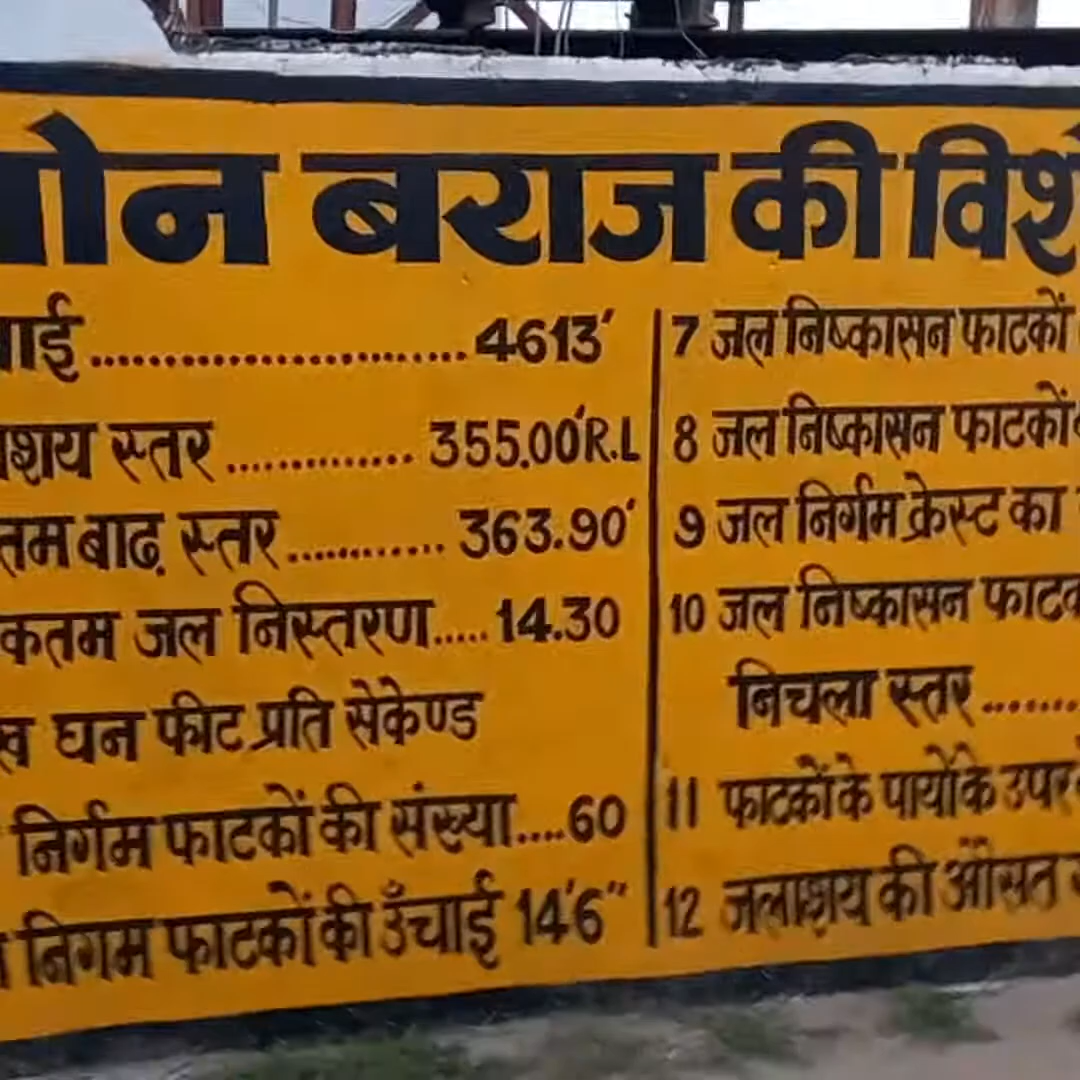 ोन बराज की विशे
ाई ........................ 4613'
ाशय स्तर ............. 355.00'R.L
तम बाढ़ स्तर ............ 363.90'
कतम जल निस्तरण..... 14.30
ख घन फीट प्रति सेकेण्ड
निर्गम फाटकों की संख्या....60
निगम फाटकों की उँचाई 14'6"
7 जल निष्कासन फाटकों
8 जल निष्कासन फाटकों
9 जल निर्गम क्रेस्ट का
10 जल निष्कासन फाटक
निचला स्तर .......
11 फाटकों के पायों के उपर
12 जलाशय की औसत